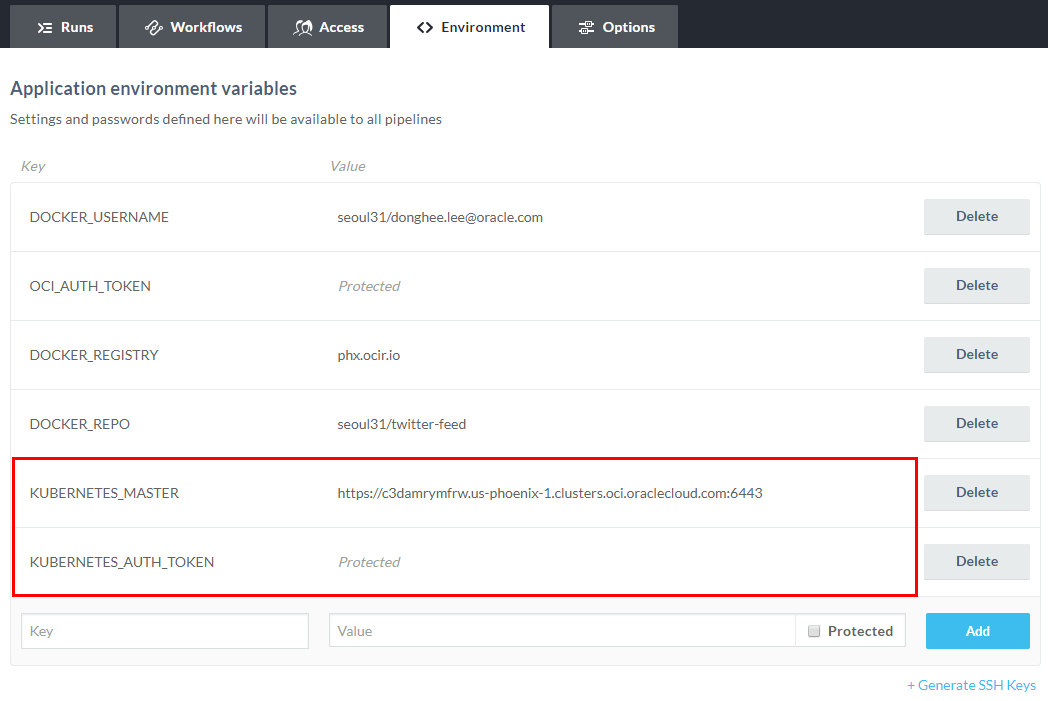 Runs Workflows Access Environment Options
Application environment variables
Settings and passwords defined here will be available to all pipelines
Key Value
DOCKER_USERNAME seoul31/donghee.lee@oracle.com Delete
OCI_AUTH_TOKEN Protected Delete
DOCKER_REGISTRY phx.ocir.io Delete
DOCKER_REPO seoul31/twitter-feed Delete
KUBERNETES_MASTER https://c3damrymfrw.us-phoenix-1.clusters.oci.oraclecloud.com:6443 Delete
KUBERNETES_AUTH_TOKEN Protected Delete
Key Value Protected Add
+ Generate SSH Keys